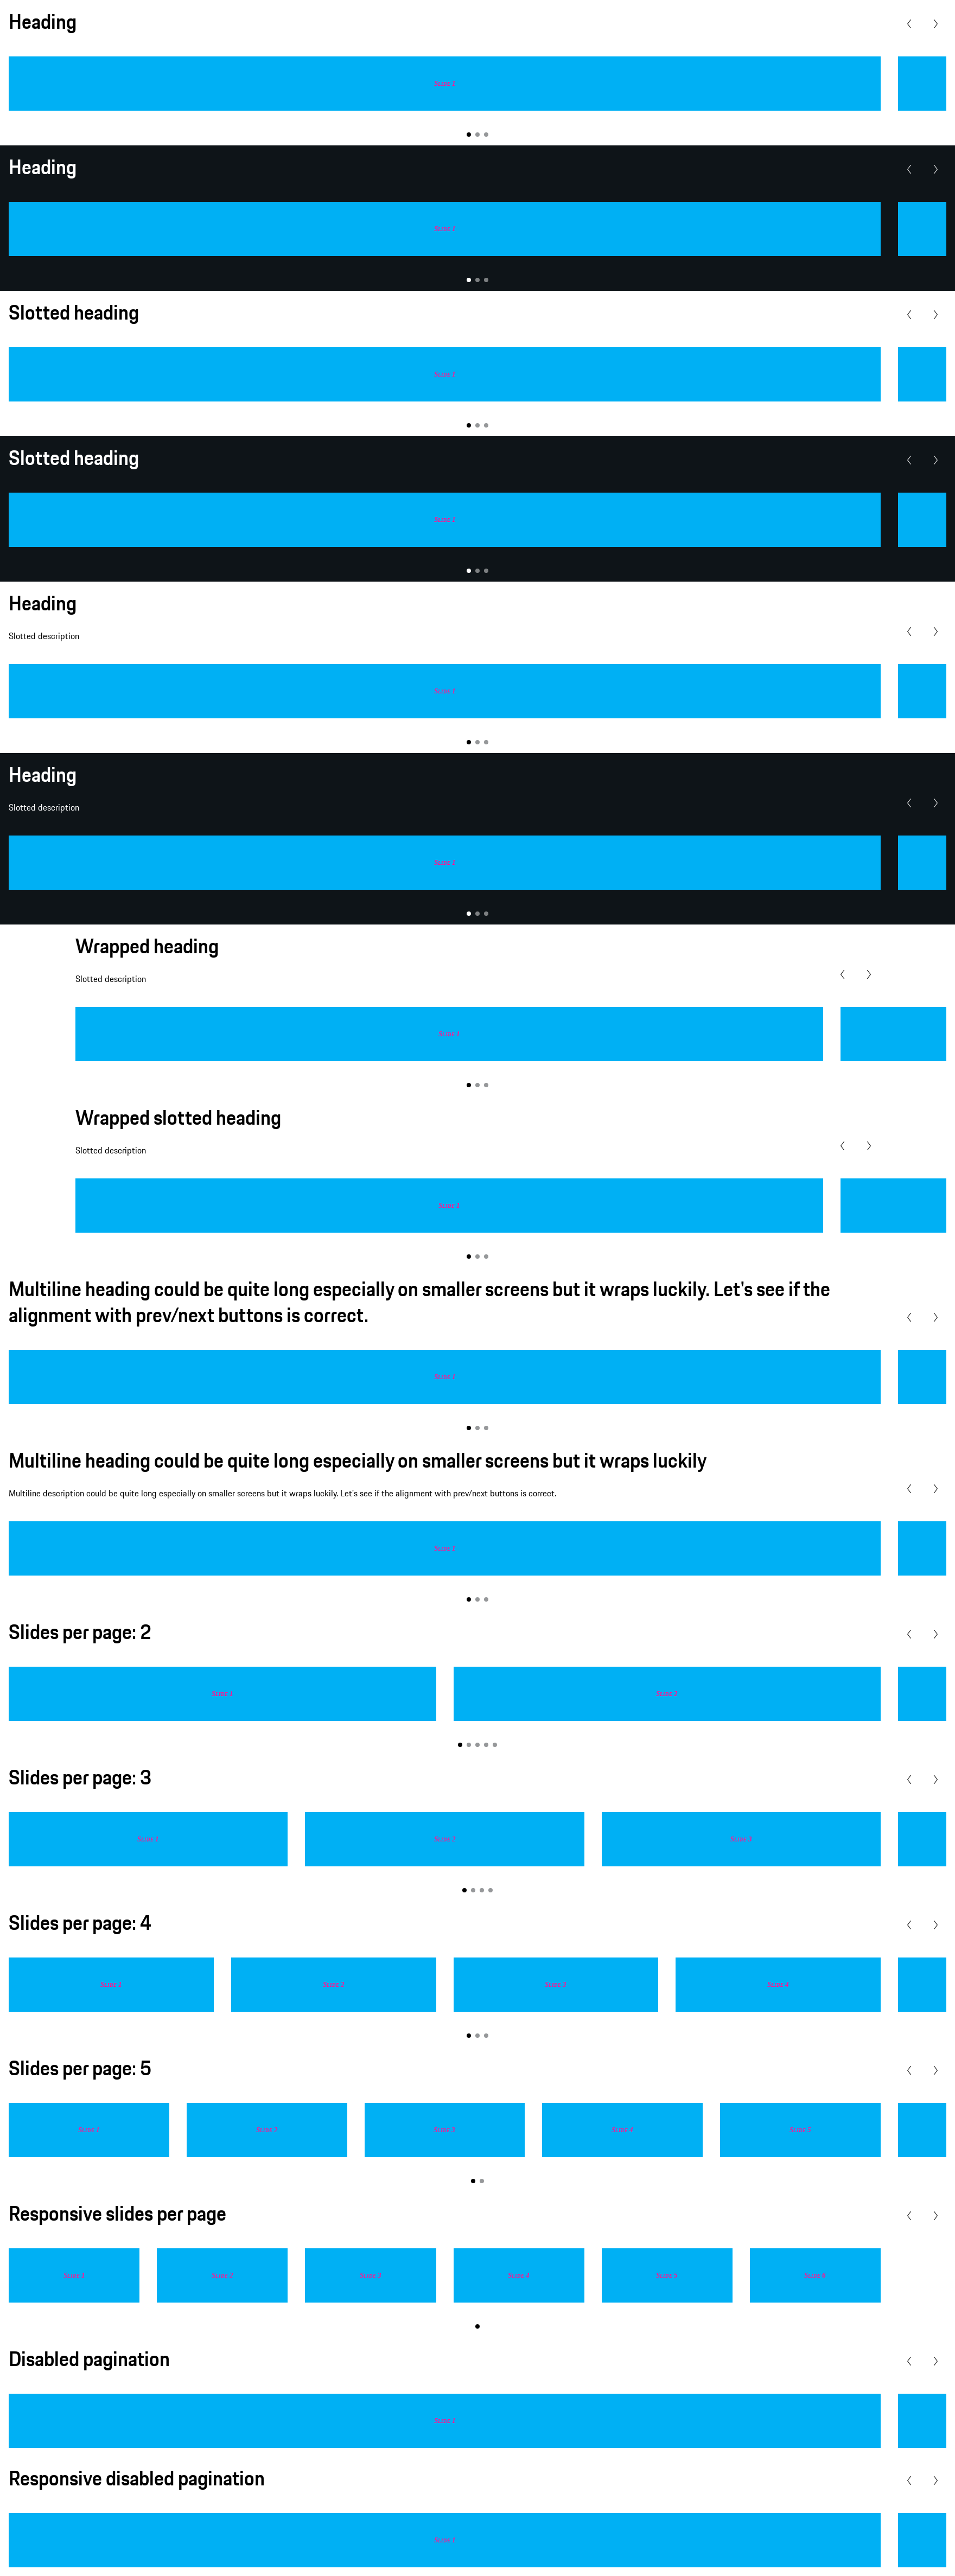 Heading
Slide 1
Heading
Slide 1
Slotted heading
Slide 1
Slotted heading
Slide 1
Heading
Slotted description
Slide 1
Heading
Slotted description
Slide 1
Wrapped heading
Slotted description
Slide 1
Wrapped slotted heading
Slotted description
Slide 1
Multiline heading could be quite long especially on smaller screens but it wraps luckily. Let's see if the
alignment with prev/next buttons is correct.
Slide 1
Multiline heading could be quite long especially on smaller screens but it wraps luckily
Multiline description could be quite long especially on smaller screens but it wraps luckily. Let's see if the alignment with prev/next buttons is correct.
Slide 1
Slides per page: 2
Slide 1 Slide 2
Slides per page: 3
Slide 1 Slide 2 Slide 3
Slides per page: 4
Slide 1 Slide 2 Slide 3 Slide 4
Slides per page: 5
Slide 1 Slide 2 Slide 3 Slide 4 Slide 5
Responsive slides per page
Slide 1 Slide 2 Slide 3 Slide 4 Slide 5 Slide 6
Disabled pagination
Slide 1
Responsive disabled pagination
Slide 1